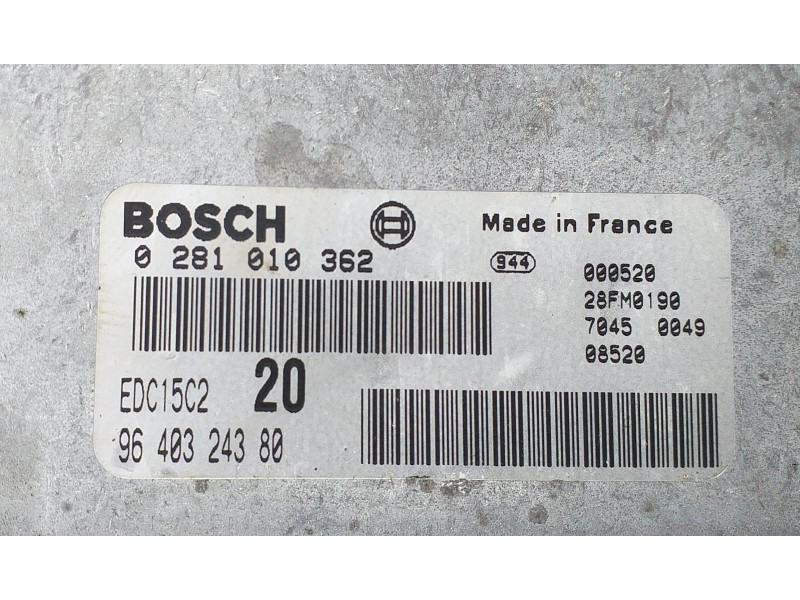 BOSCH
Made in France
0 281 010 362
944
000520
28FM0190
7045 0049
08520
EDC15C2 20
96 403 243 80